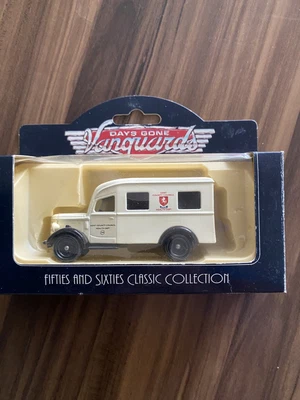 DAYS GONE
Vanguards
FIFTIES AND SIXTIES CLASSIC COLLECTION